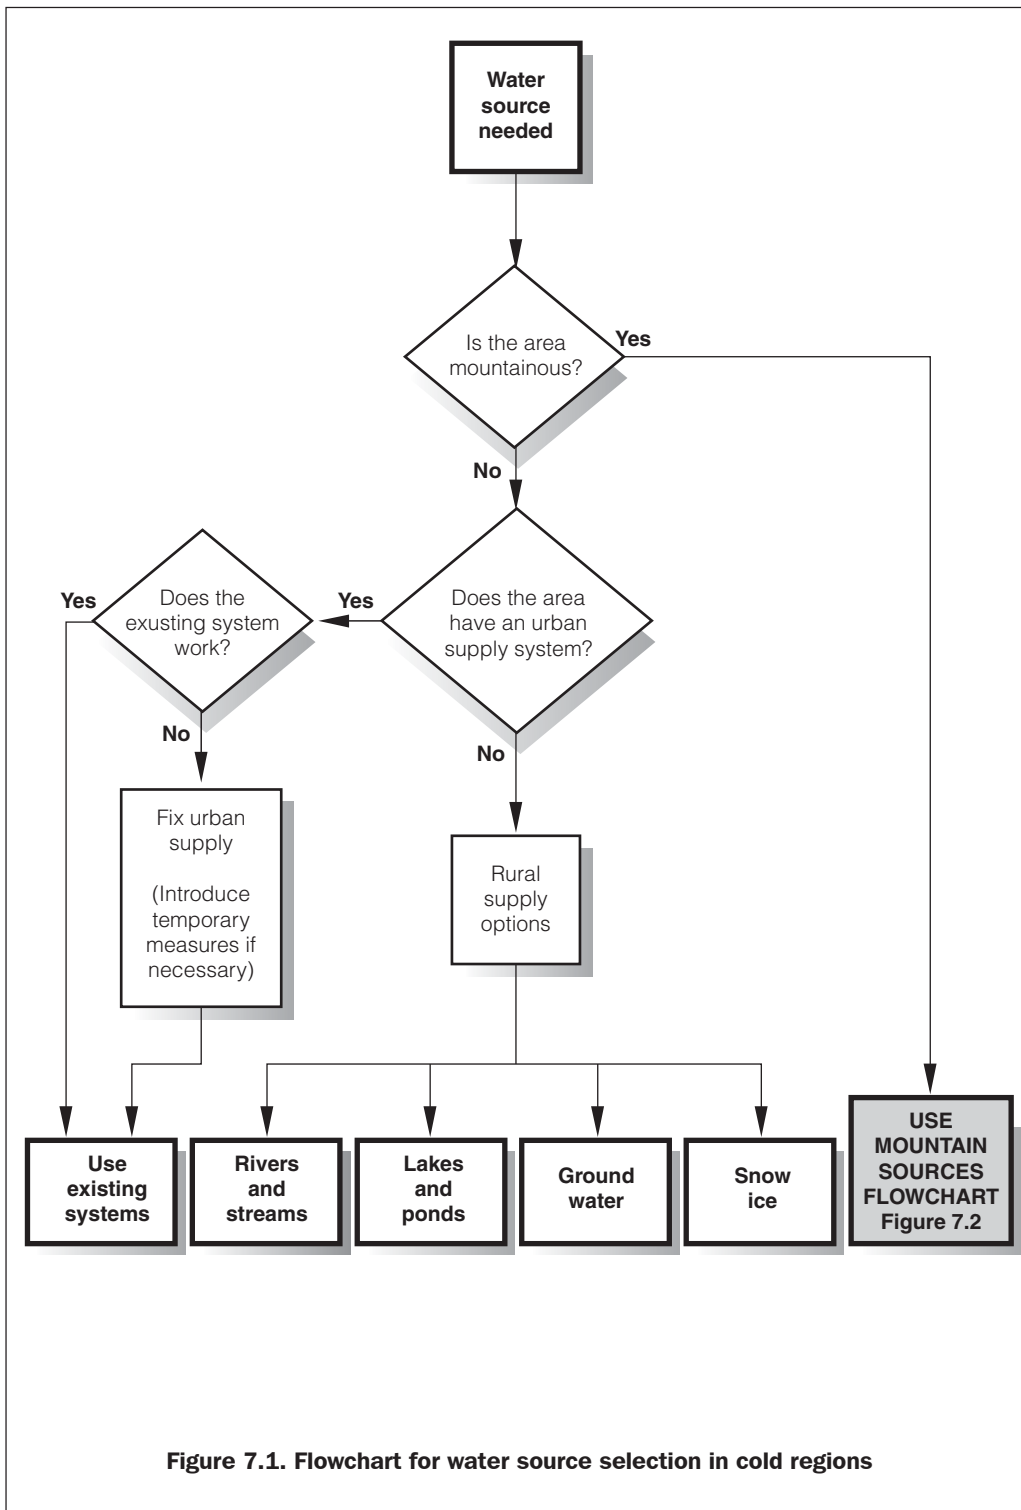 Water
source
needed
Is the area
mountainous?
Yes
No
Does the area
have an urban
supply system?
Yes
Does the
exusting system
work?
Yes
No
No
Fix urban
supply
(Introduce
temporary
measures if
necessary)
Rural
supply
options
Use
existing
systems
Rivers
and
streams
Lakes
and
ponds
Ground
water
Snow
ice
USE
MOUNTAIN
SOURCES
FLOWCHART
Figure 7.2
Figure 7.1. Flowchart for water source selection in cold regions